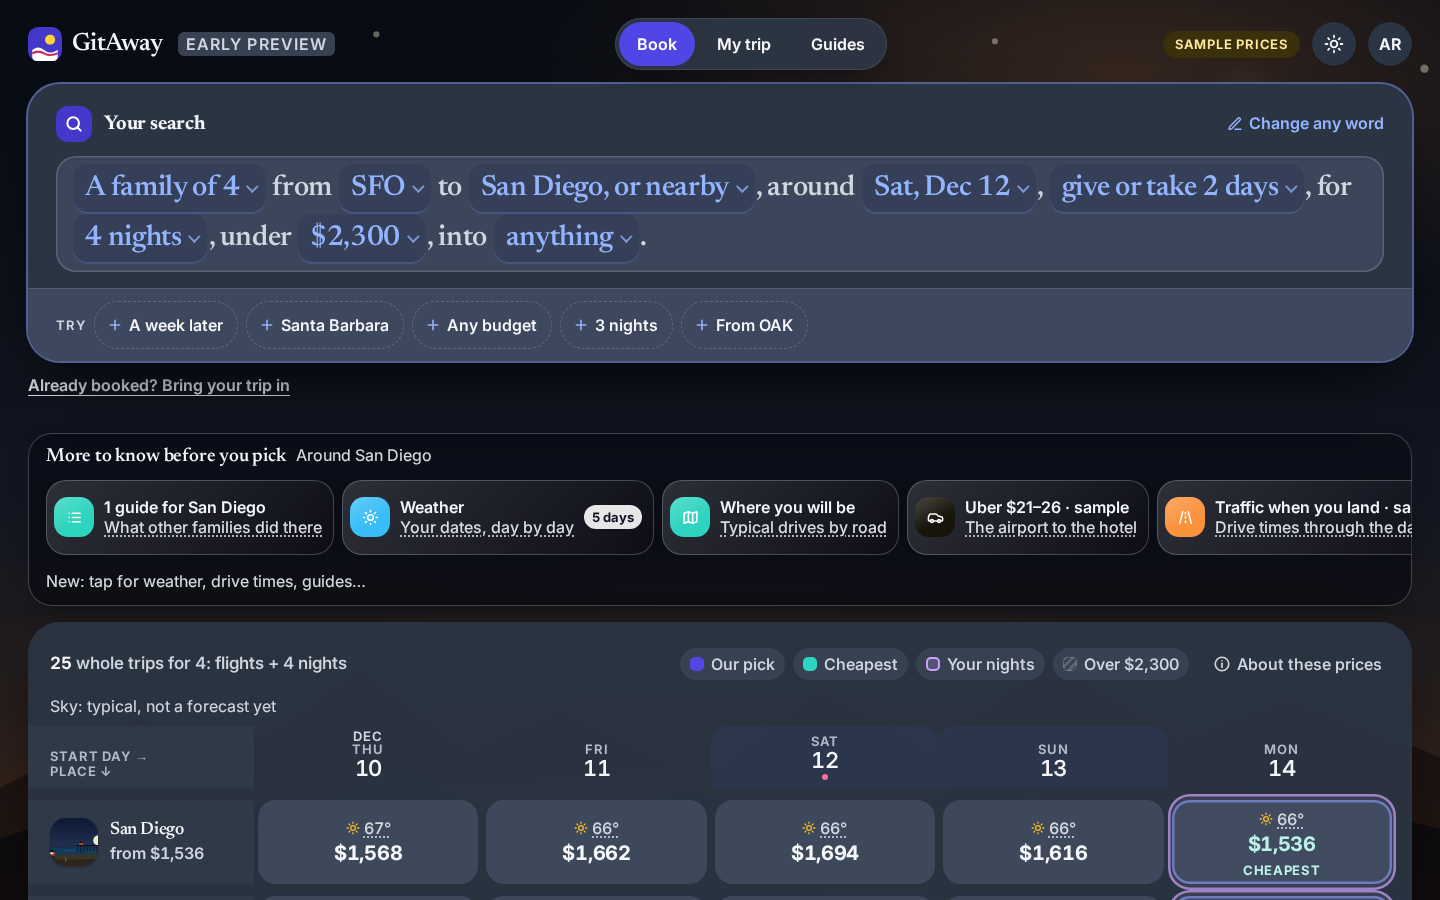 GitAway EARLY PREVIEW
Book My trip Guides
SAMPLE PRICES AR
Your search
Change any word
A family of 4 from SFO to San Diego, or nearby , around Sat, Dec 12 , give or take 2 days , for
4 nights , under $2,300 , into anything .
TRY + A week later + Santa Barbara + Any budget + 3 nights + From OAK
Already booked? Bring your trip in
More to know before you pick Around San Diego
1 guide for San Diego
What other families did there
Weather
Your dates, day by day
5 days
Where you will be
Typical drives by road
Uber $21–26 · sample
The airport to the hotel
Traffic when you land · sa
Drive times through the da
New: tap for weather, drive times, guides...
25 whole trips for 4: flights + 4 nights
Our pick Cheapest Your nights Over $2,300 About these prices
Sky: typical, not a forecast yet
START DAY →
PLACE ↓
DEC
THU
10
FRI
11
SAT
12
SUN
13
MON
14
San Diego
from $1,536
67°
$1,568
66°
$1,662
66°
$1,694
66°
$1,616
66°
$1,536
CHEAPEST